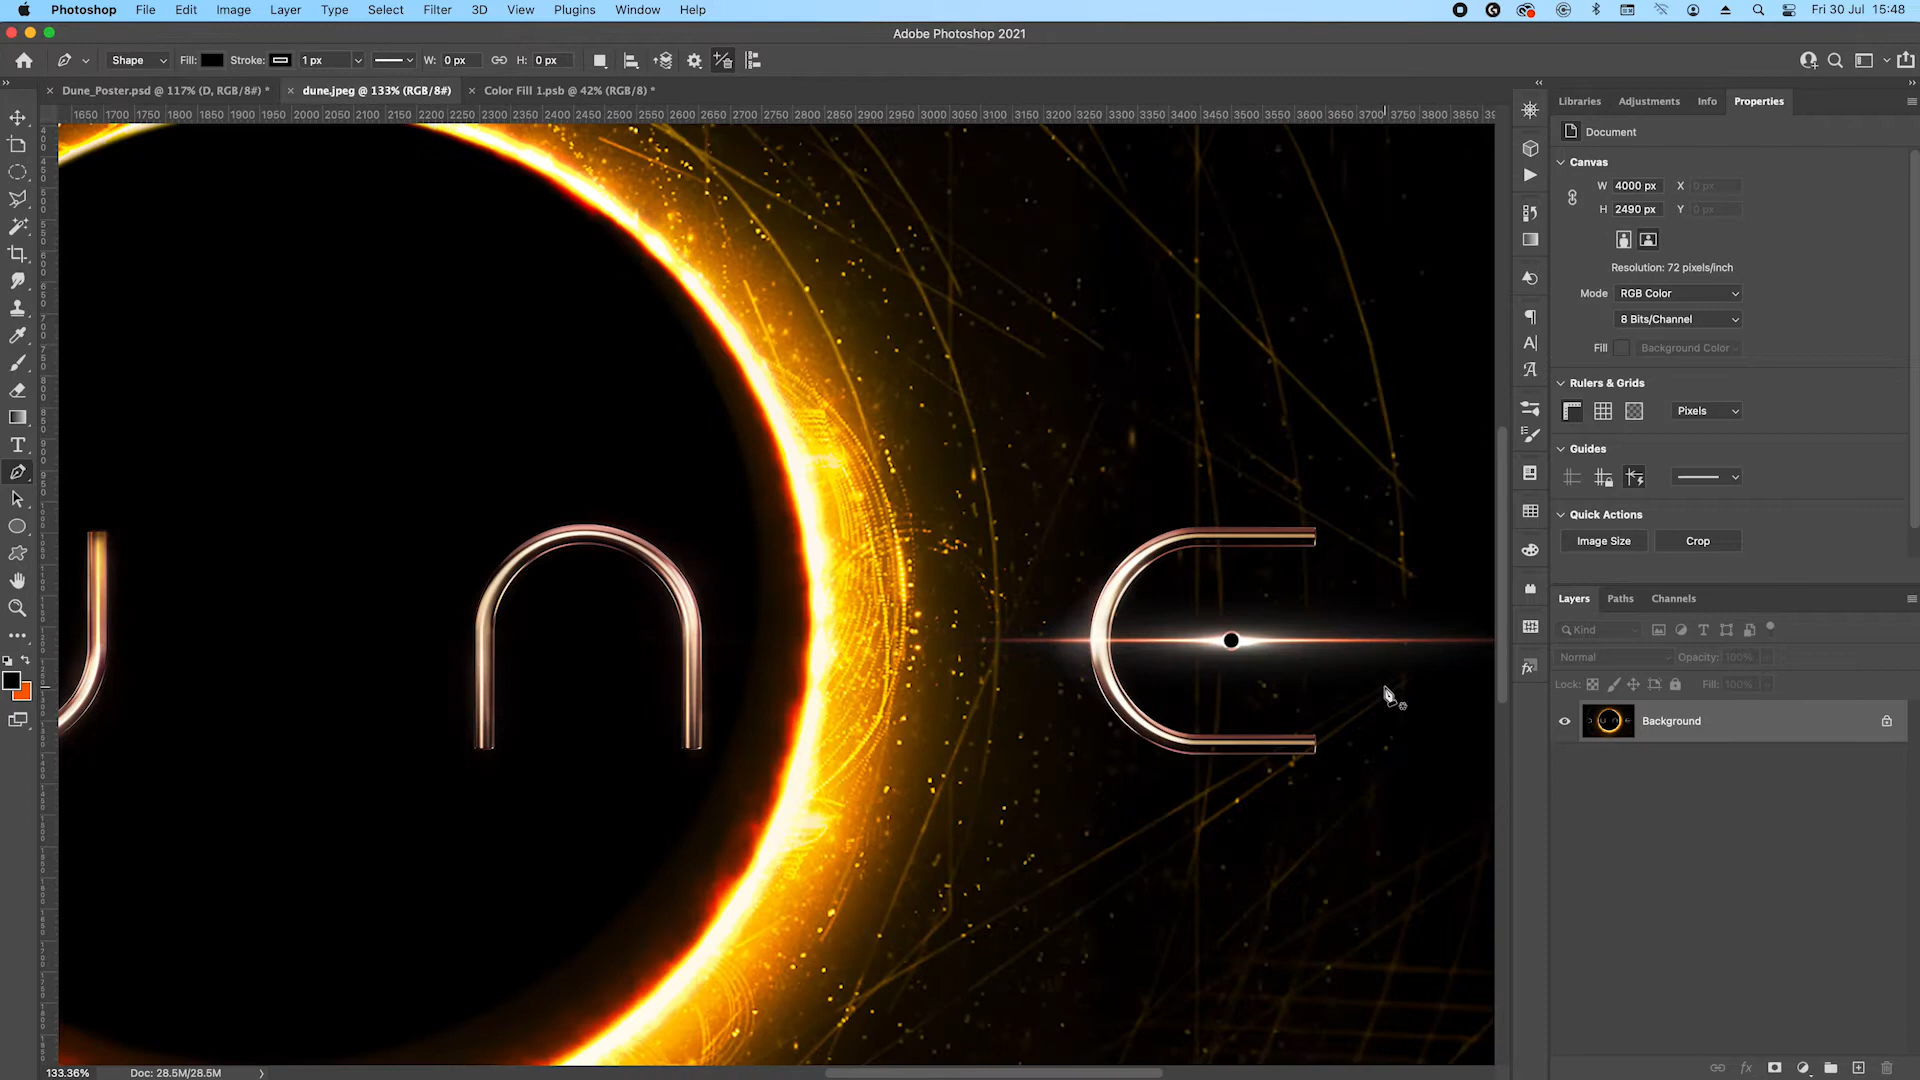 Photoshop File Edit Image Layer Type Select Filter 3D View Plugins Window Help Fri 30 Jul 15:48
Adobe Photoshop 2021
Shape Fill: Stroke: 1 px W: 0 px H: 0 px
Dune_Poster.psd @ 117% (D, RGB/8#) * dune.jpeg @ 133% (RGB/8#) Color Fill 1.psb @ 42% (RGB/8) *
Libraries Adjustments Info Properties
1650 1700 1750 1800 1850 1900 1950 2000 2050 2100 2150 2200 2250 2300 2350 2400 2450 2500 2550 2600 2650 2700 2750 2800 2850 2900 2950 3000 3050 3100 3150 3200 3250 3300 3350 3400 3450 3500 3550 3600 3650 3700 3750 3800 3850 39
Document
Canvas
W 4000 px X 0 px
H 2490 px Y 0 px
Resolution: 72 pixels/inch
Mode RGB Color
8 Bits/Channel
Fill Background Color
Rulers & Grids
Pixels
Guides
Quick Actions
Image Size Crop
Layers Paths Channels
Kind
Normal Opacity: 100%
Lock: Fill: 100%
Background
133.36% Doc: 28.5M/28.5M